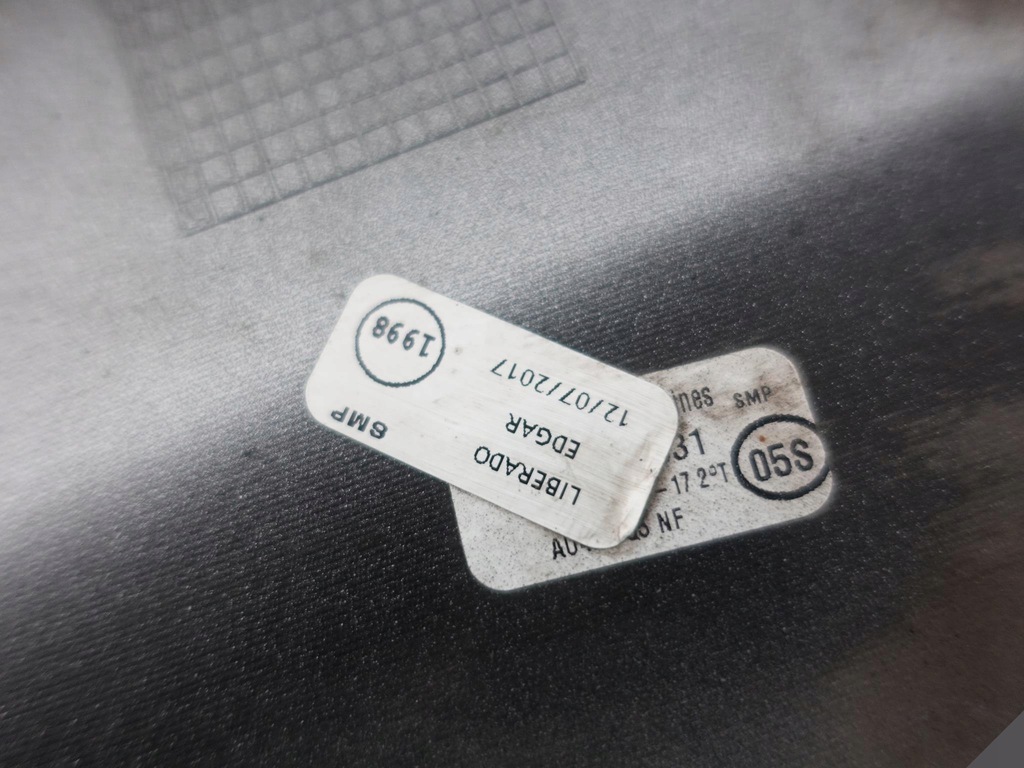 SMP
1998
LIBERADO
EDGAR
12/07/2017
SMP
31
17 2°T
05S
NF